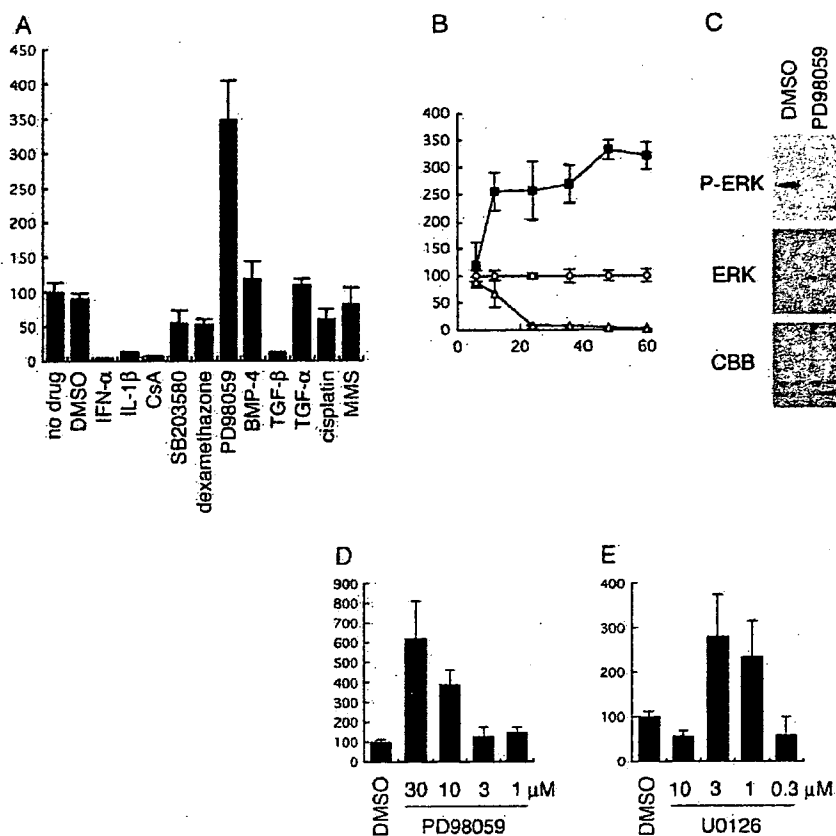 A
450
400
350
300
250
200
150
100
50
0
no drug
DMSO
IFN-α
IL-1β
CsA
SB203580
dexamethazone
PD98059
BMP-4
TGF-β
TGF-α
cisplatin
MMS
B
400
350
300
250
200
150
100
50
0
0 20 40 60
C
DMSO
PD98059
P-ERK
ERK
CBB
D
900
800
700
600
500
400
300
200
100
0
DMSO
30 10 3 1 μM
PD98059
E
400
300
200
100
0
DMSO
10 3 1 0.3 μM
U0126